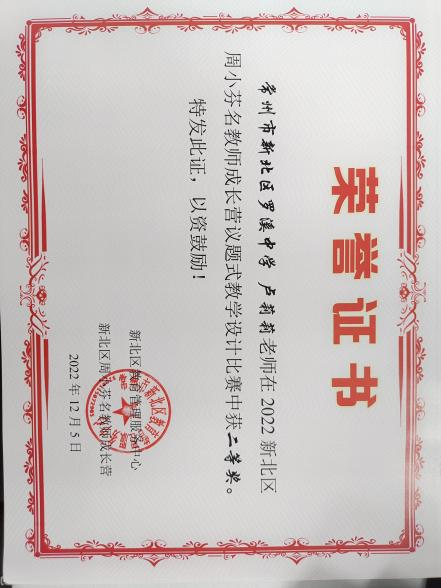 荣誉证书
常州市新北区罗溪中学 卢莉莉老师在 2022 新北区
周小芬名教师成长营议题式教学设计比赛中获二等奖。
特发此证，以资鼓励！
新北区教育管理服务中心
新北区周小芬名教师成长营
2022 年 12 月 5 日